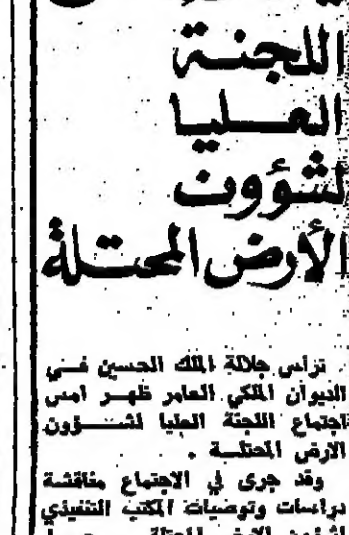 اللجنة
العليا
لشؤون
الأرض المحتلة
ترأس جلالة الملك الحسين في
الديوان الملكي العامر ظهر امس
اجتماع اللجنة العليا لشؤون
الارض المحتلة .
وقد جرى في الاجتماع مناقشة
دراسات وتوصيات المكتب التنفيذي